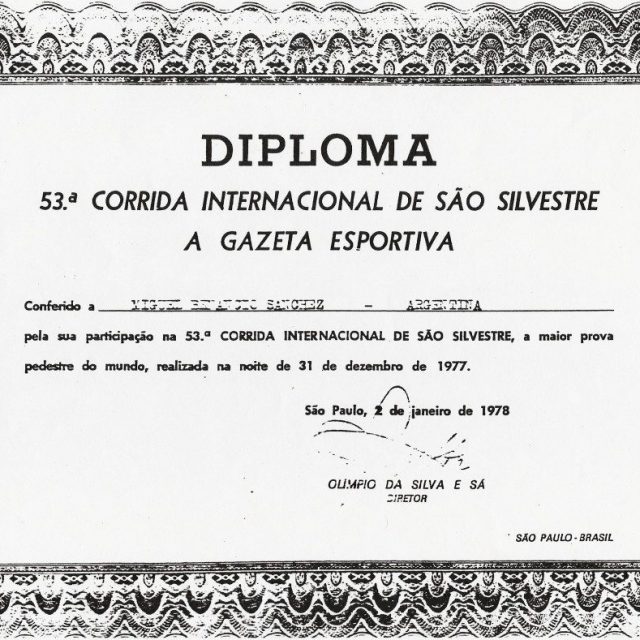 DIPLOMA
53.ª CORRIDA INTERNACIONAL DE SÃO SILVESTRE
A GAZETA ESPORTIVA
Conferido a MIGUEL BENANCIO SANCHEZ – ARGENTINA
pela sua participação na 53.ª CORRIDA INTERNACIONAL DE SÃO SILVESTRE, a maior prova
pedestre do mundo, realizada na noite de 31 de dezembro de 1977.
São Paulo, 2 de janeiro de 1978
OLÍMPIO DA SILVA E SÁ
DIRETOR
SÃO PAULO - BRASIL